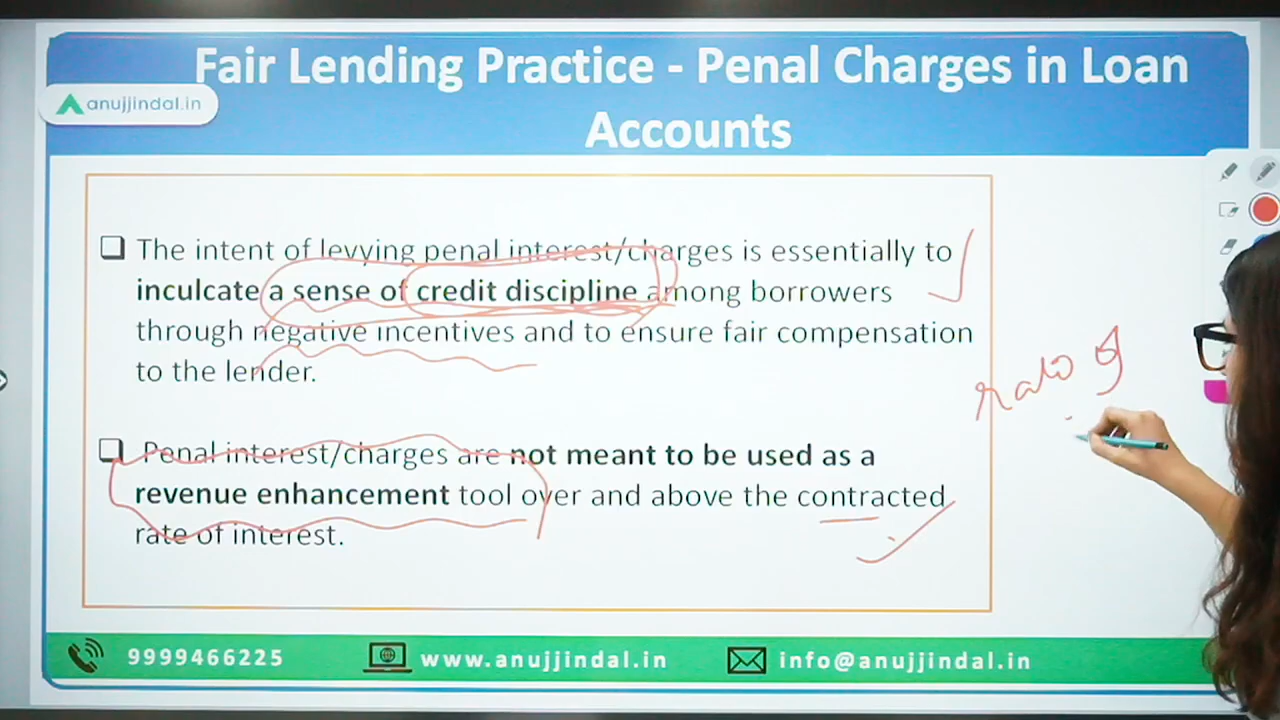 Fair Lending Practice - Penal Charges in Loan
Accounts
anujjindal.in
The intent of levying penal interest/charges is essentially to
inculcate a sense of credit discipline among borrowers
through negative incentives and to ensure fair compensation
to the lender.
rate of
Penal interest/charges are not meant to be used as a
revenue enhancement tool over and above the contracted
rate of interest.
9999466225
www.anujjindal.in
info@anujjindal.in